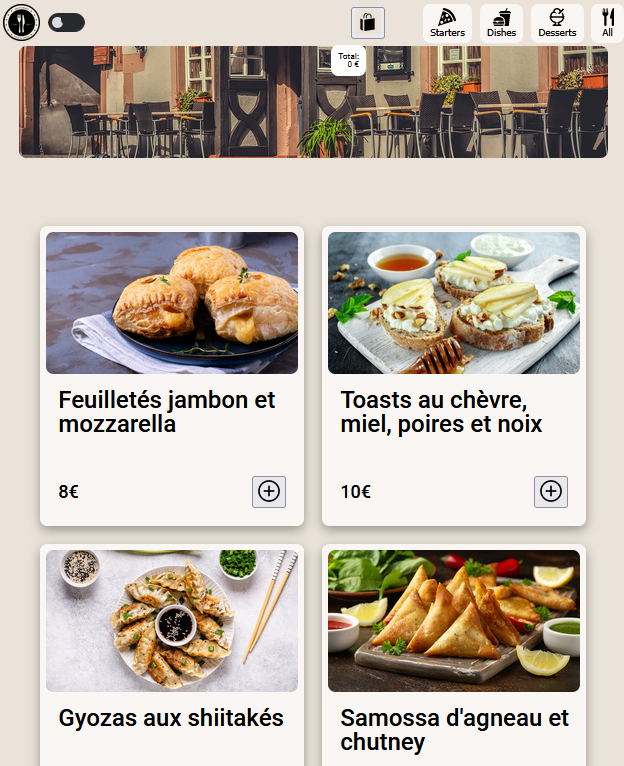 Starters
Dishes
Desserts
All
Total:
0 €
Feuilletés jambon et
mozzarella
8€
Toasts au chèvre,
miel, poires et noix
10€
Gyozas aux shiitakés
Samossa d'agneau et
chutney